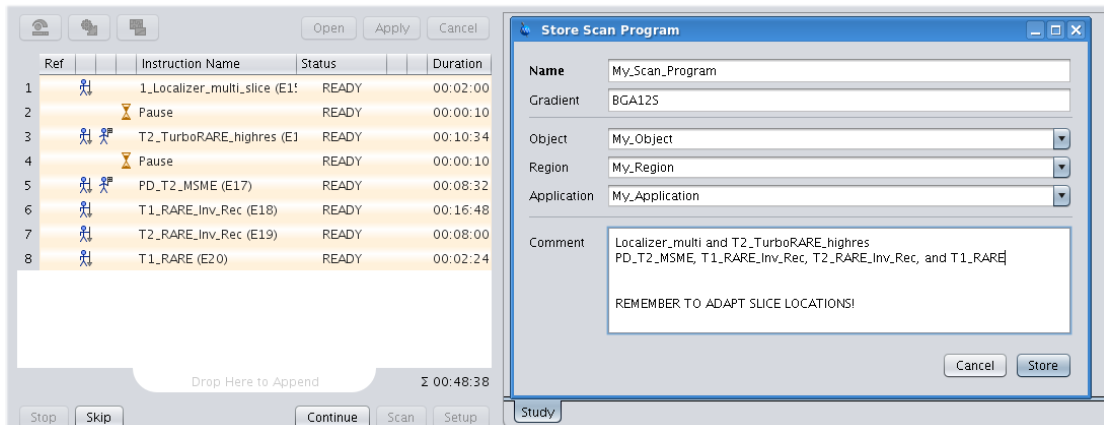 Open Apply Cancel
Ref Instruction Name Status Duration
1 1_Localizer_multi_slice (E15 READY 00:02:00
2 Pause READY 00:00:10
3 T2_TurboRARE_highres (E1 READY 00:10:34
4 Pause READY 00:00:10
5 PD_T2_MSME (E17) READY 00:08:32
6 T1_RARE_Inv_Rec (E18) READY 00:16:48
7 T2_RARE_Inv_Rec (E19) READY 00:08:00
8 T1_RARE (E20) READY 00:02:24
Drop Here to Append Σ 00:48:38
Stop Skip Continue Scan Setup
Store Scan Program
Name My_Scan_Program
Gradient BGA12S
Object My_Object
Region My_Region
Application My_Application
Comment Localizer_multi and T2_TurboRARE_highres
PD_T2_MSME, T1_RARE_Inv_Rec, T2_RARE_Inv_Rec, and T1_RARE
REMEMBER TO ADAPT SLICE LOCATIONS!
Cancel Store
Study